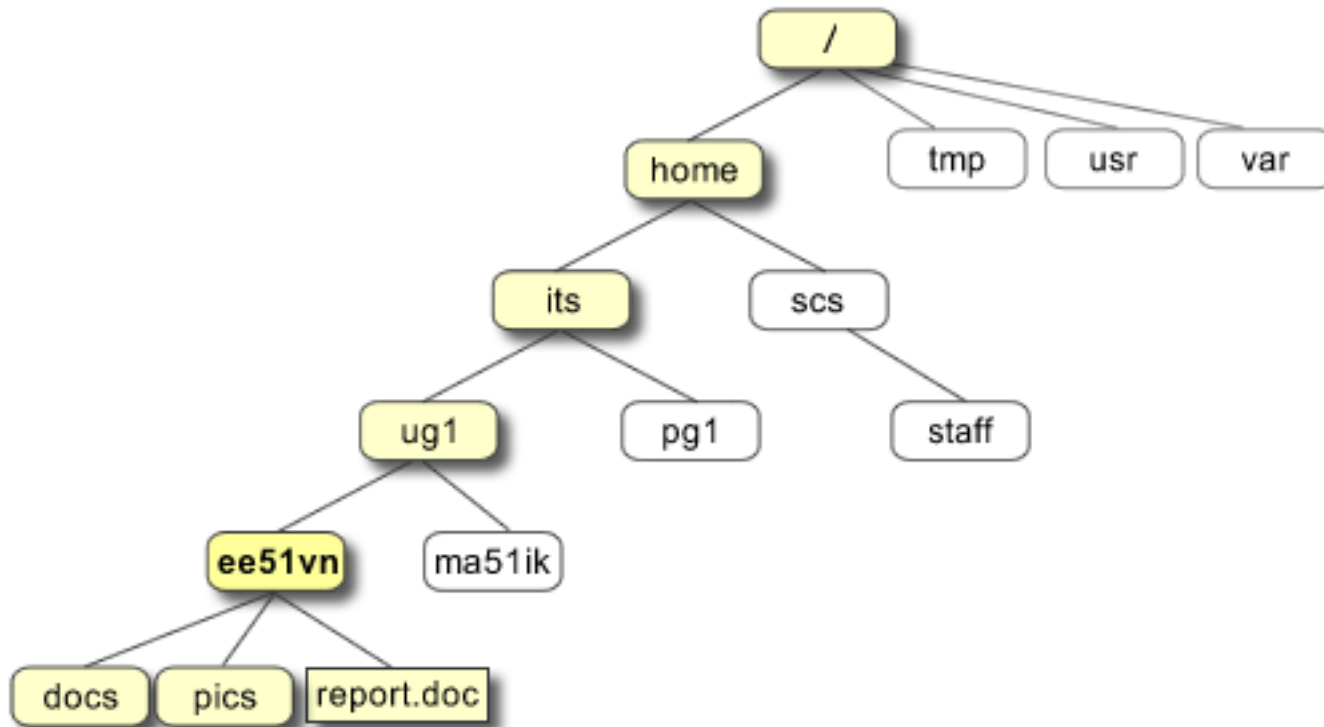 /
home
tmp
usr
var
its
scs
ug1
pg1
staff
ee51vn
ma51ik
docs
pics
report.doc